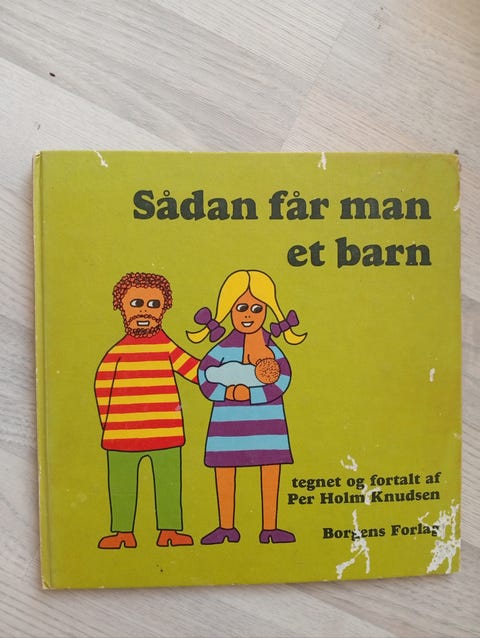 Sådan får man
et barn
tegnet og fortalt af
Per Holm Knudsen
Borgens Forlag